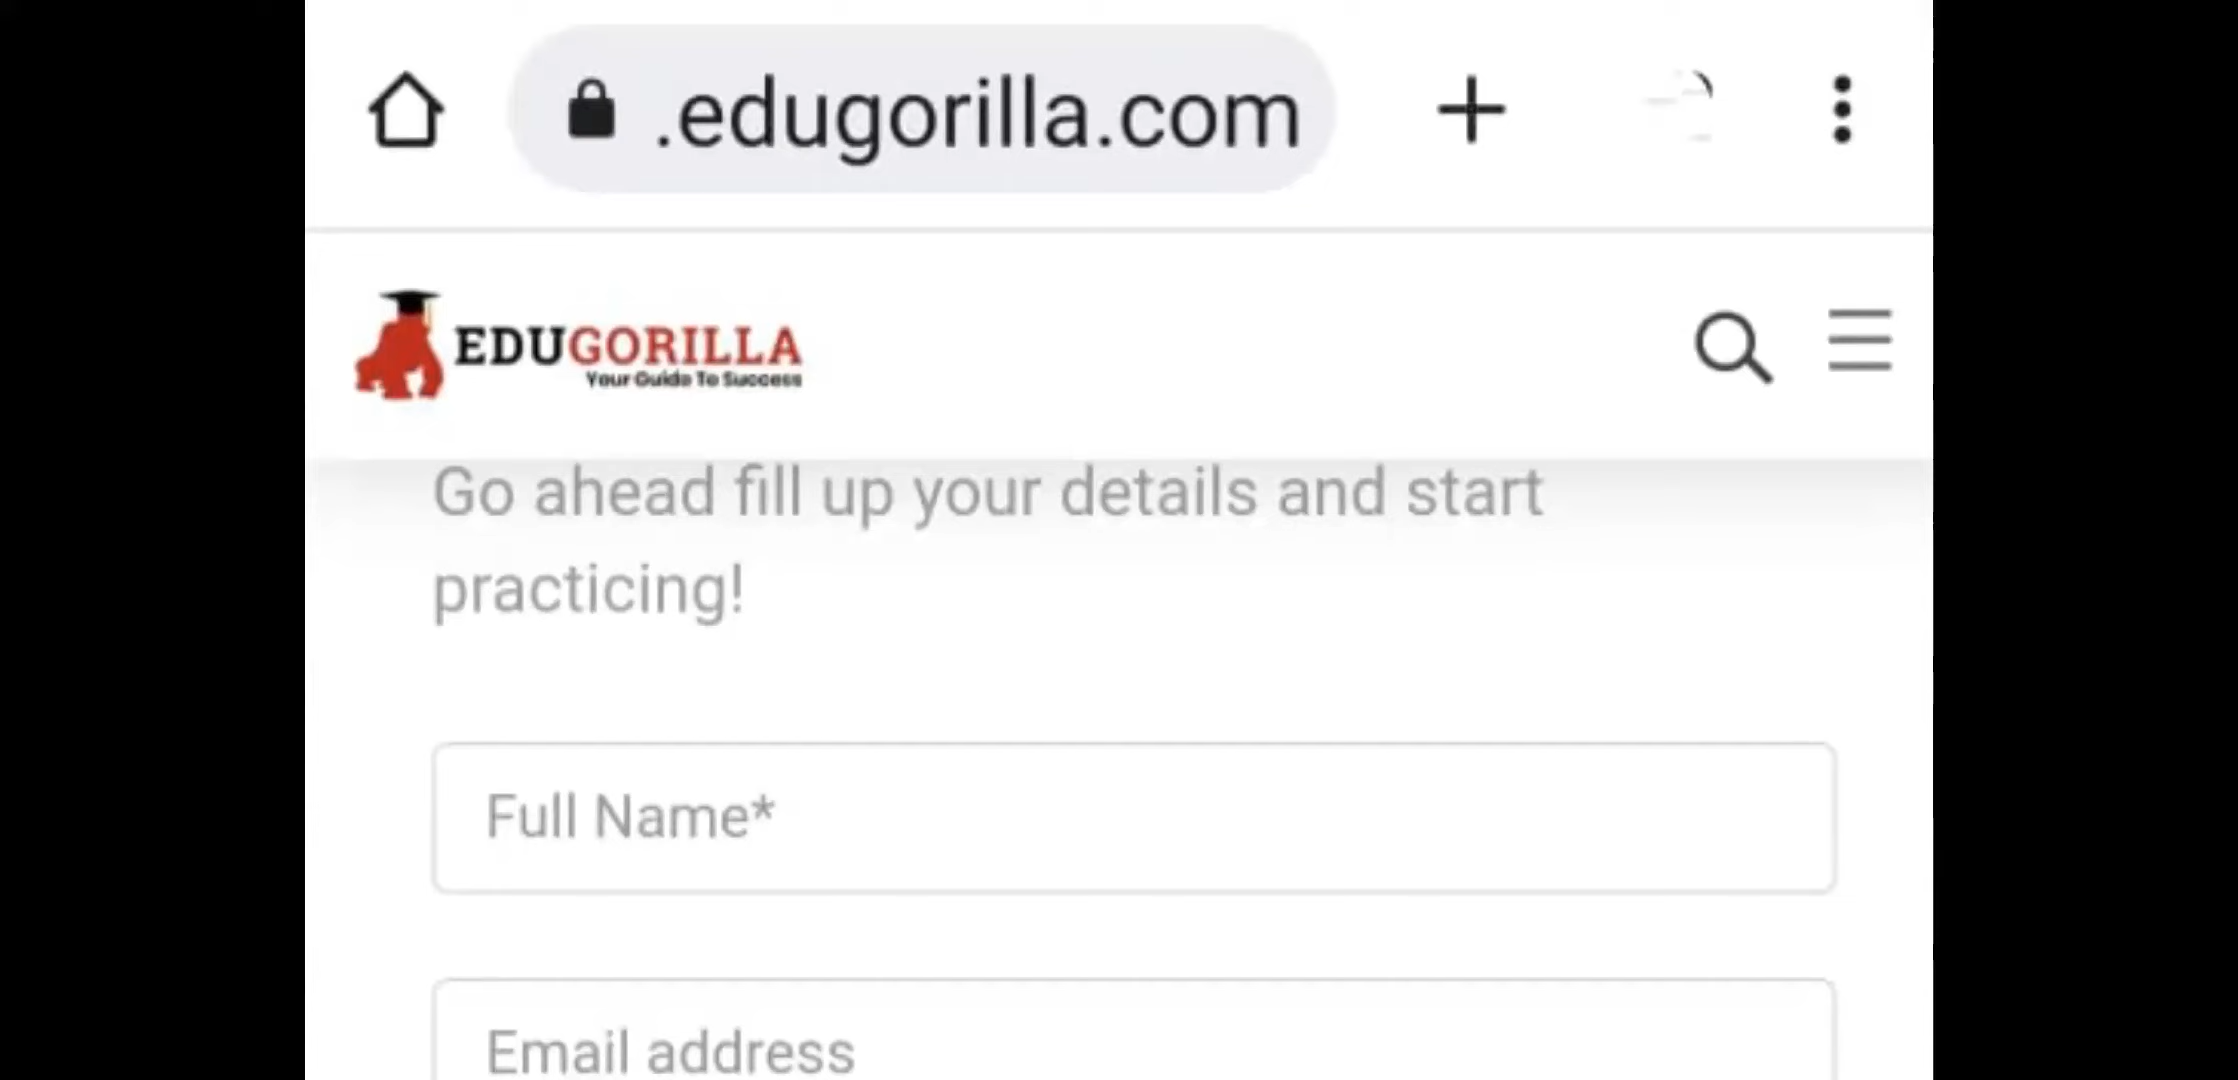 .edugorilla.com
EDUGORILLA
Your Guide To Success
Go ahead fill up your details and start
practicing!
Full Name*
Email address